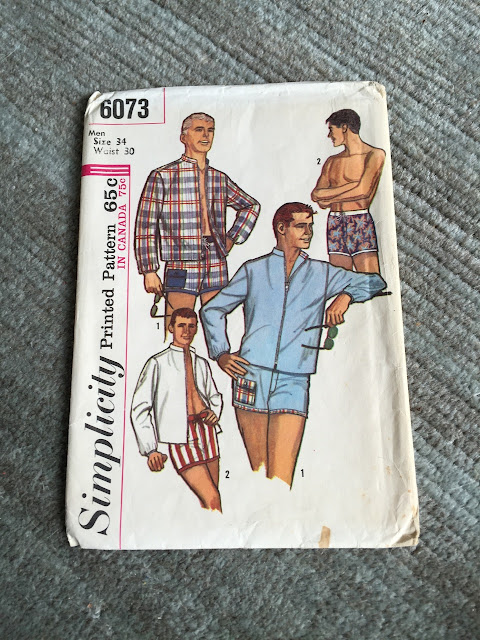 6073
Men
Size 34
Waist 30
Simplicity Printed Pattern 65c
IN CANADA 75c
1
2
2
1